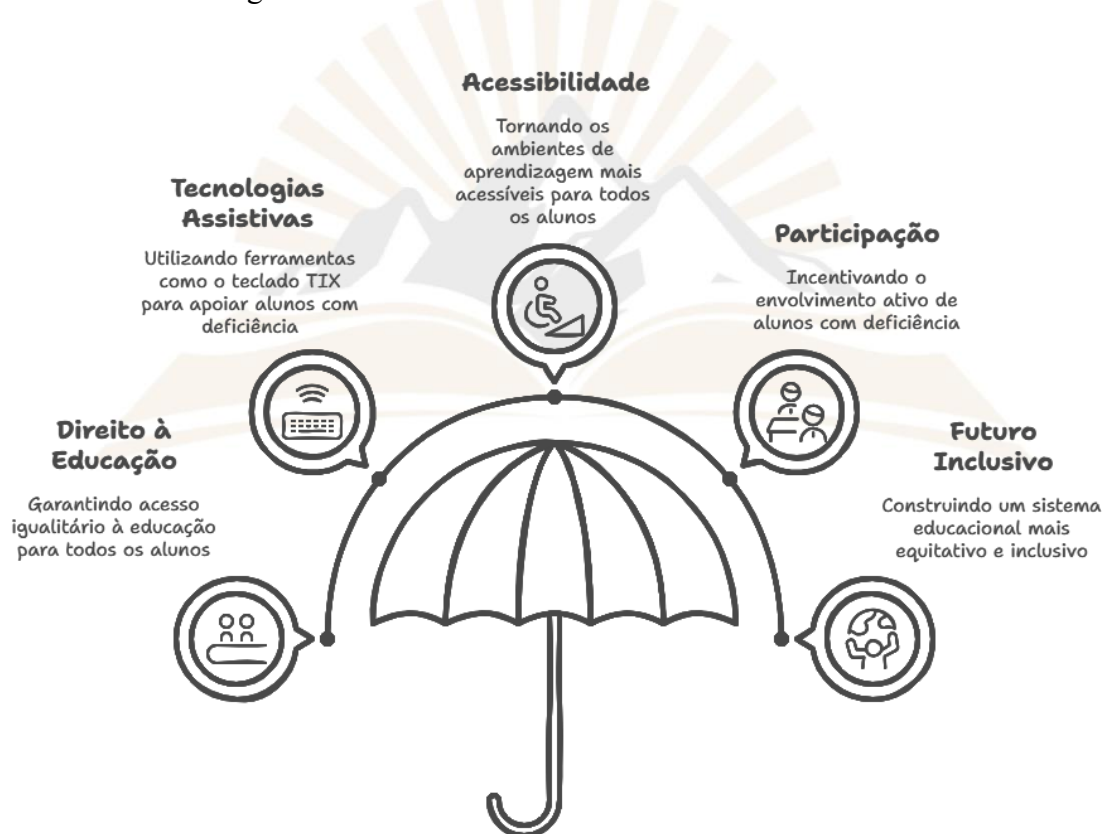 Acessibilidade
Tornando os
ambientes de
aprendizagem mais
acessíveis para todos
os alunos
Tecnologias
Assistivas
Utilizando ferramentas
como o teclado TIX
para apoiar alunos com
deficiência
Participação
Incentivando o
envolvimento ativo de
alunos com deficiência
Direito à
Educação
Garantindo acesso
igualitário à educação
para todos os alunos
Futuro
Inclusivo
Construindo um sistema
educacional mais
equitativo e inclusivo